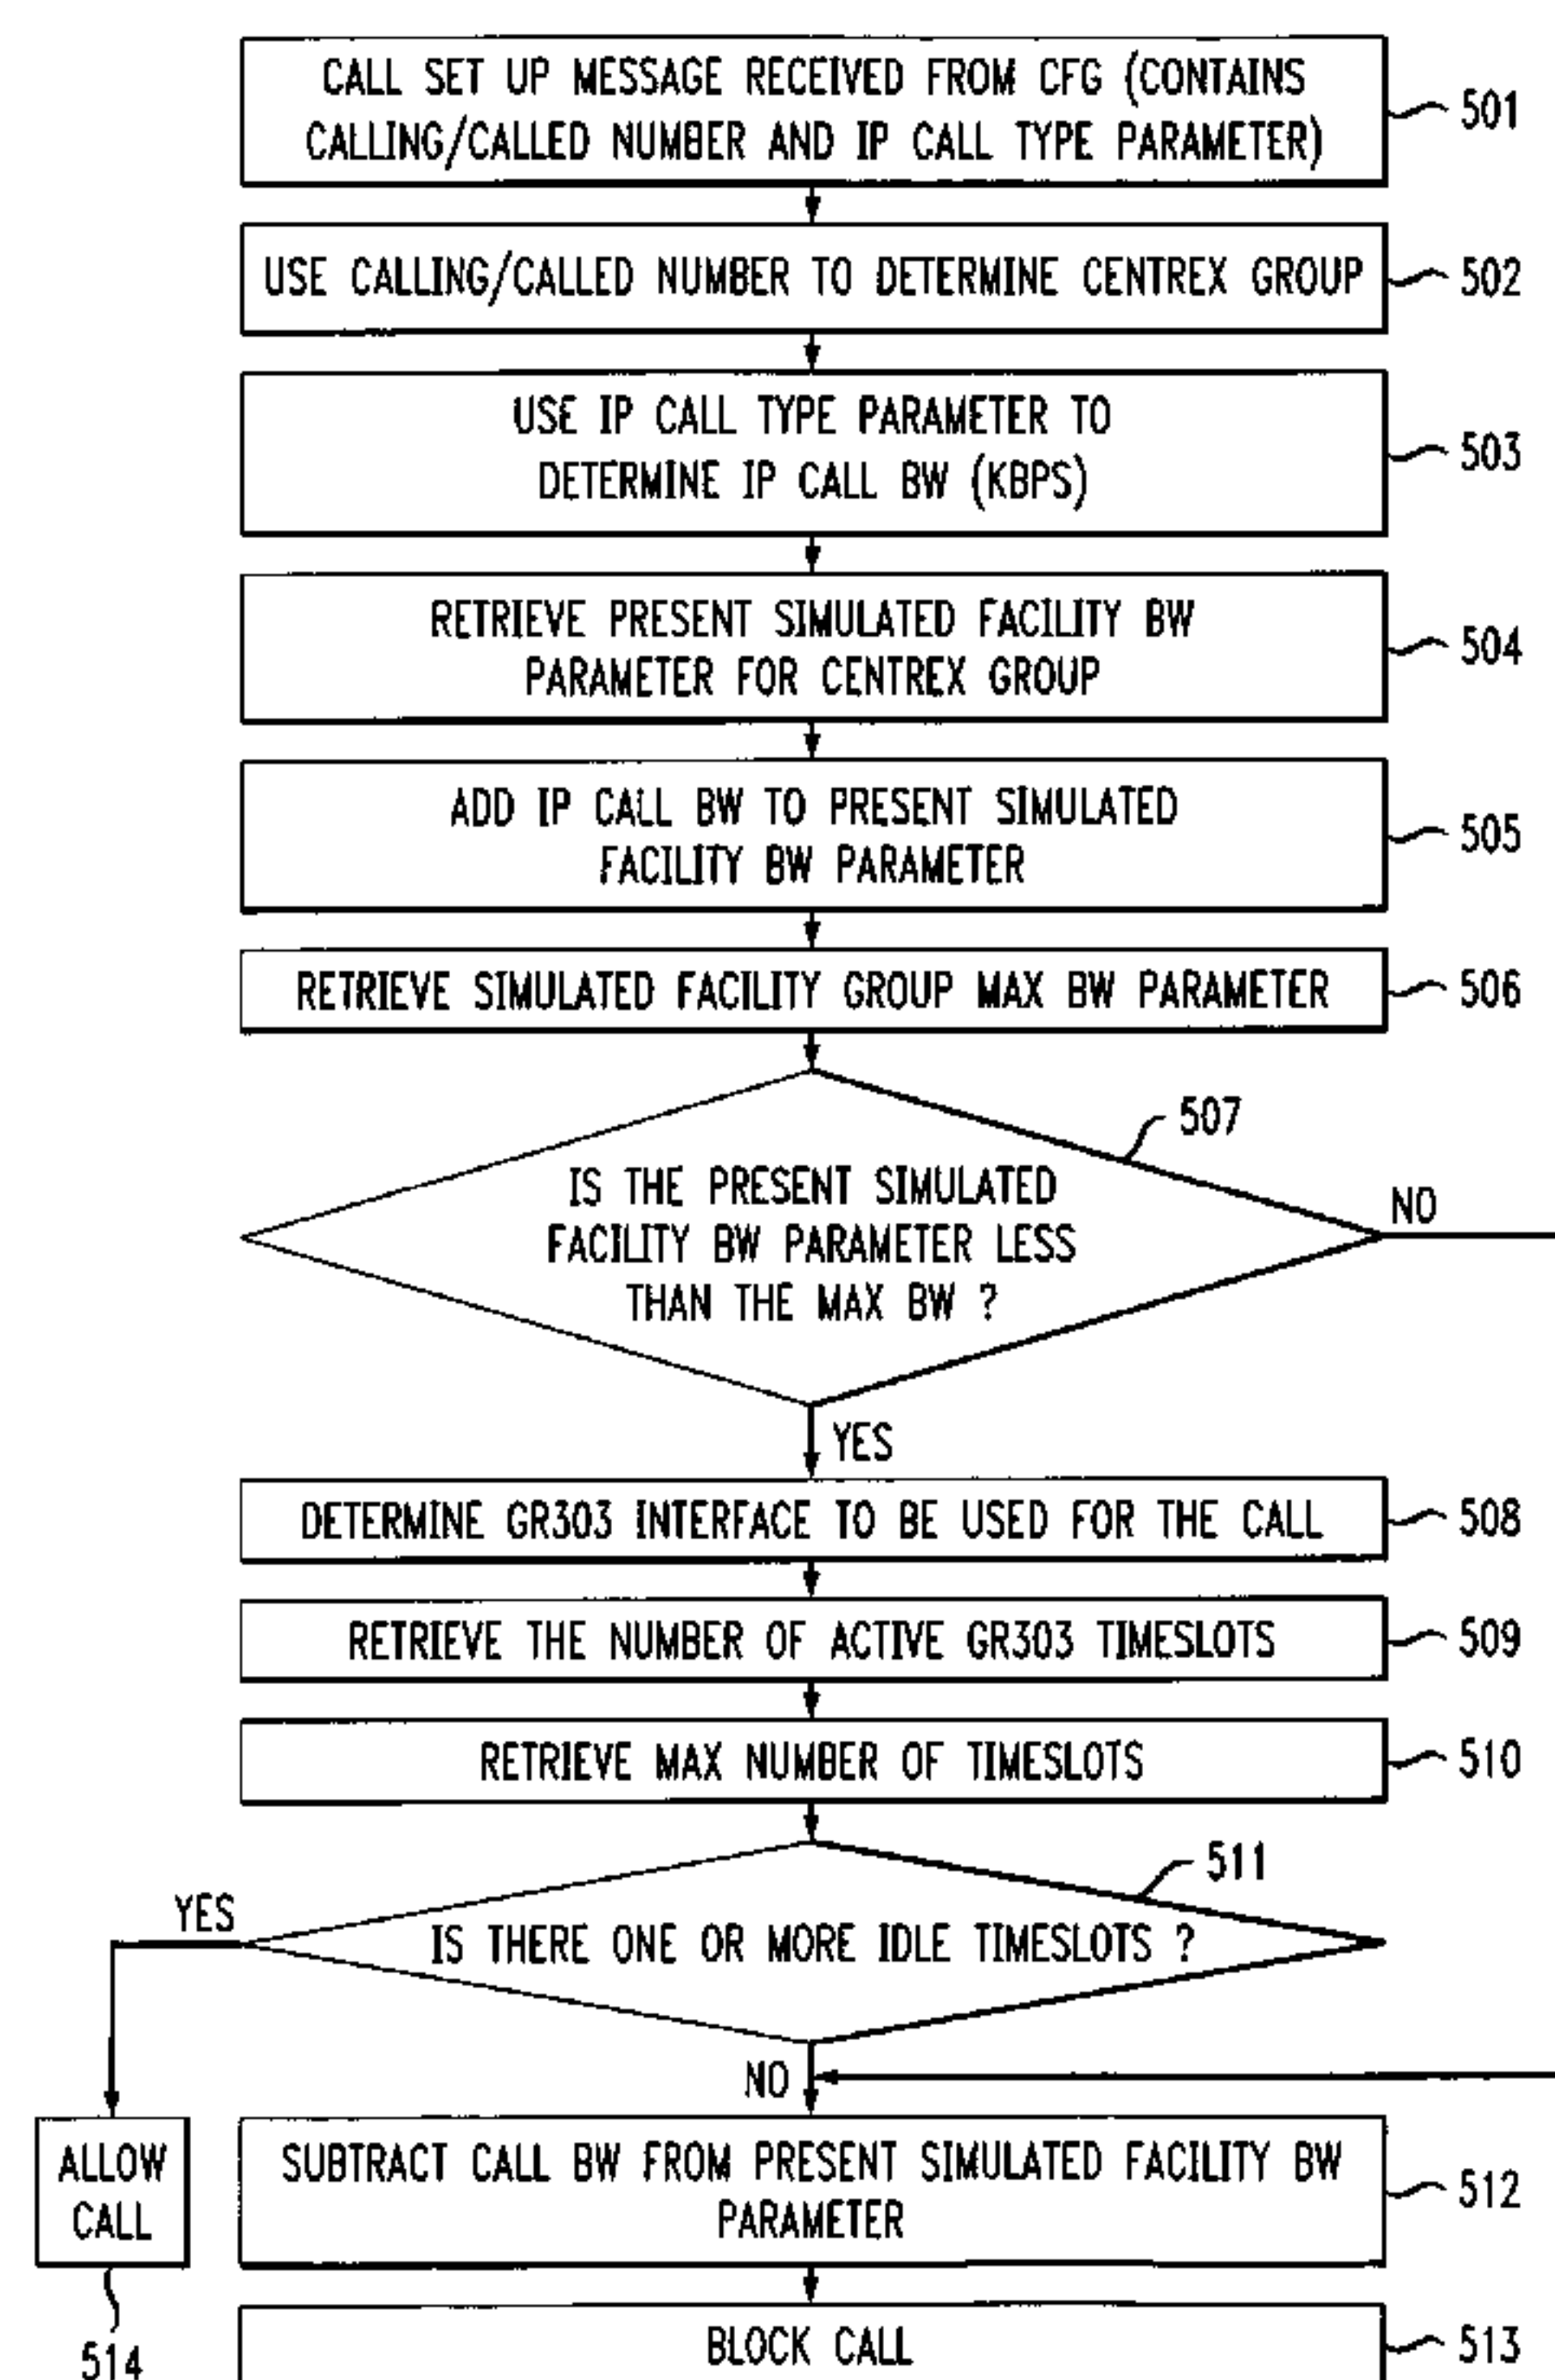 CALL SET UP MESSAGE RECEIVED FROM CFG (CONTAINS
CALLING/CALLED NUMBER AND IP CALL TYPE PARAMETER)
501
USE CALLING/CALLED NUMBER TO DETERMINE CENTREX GROUP
502
USE IP CALL TYPE PARAMETER TO
DETERMINE IP CALL BW (KBPS)
503
RETRIEVE PRESENT SIMULATED FACILITY BW
PARAMETER FOR CENTREX GROUP
504
ADD IP CALL BW TO PRESENT SIMULATED
FACILITY BW PARAMETER
505
RETRIEVE SIMULATED FACILITY GROUP MAX BW PARAMETER
506
507
IS THE PRESENT SIMULATED
FACILITY BW PARAMETER LESS
THAN THE MAX BW ?
NO
YES
DETERMINE GR303 INTERFACE TO BE USED FOR THE CALL
508
RETRIEVE THE NUMBER OF ACTIVE GR303 TIMESLOTS
509
RETRIEVE MAX NUMBER OF TIMESLOTS
510
511
YES
IS THERE ONE OR MORE IDLE TIMESLOTS ?
NO
ALLOW
CALL
514
SUBTRACT CALL BW FROM PRESENT SIMULATED FACILITY BW
PARAMETER
512
BLOCK CALL
513